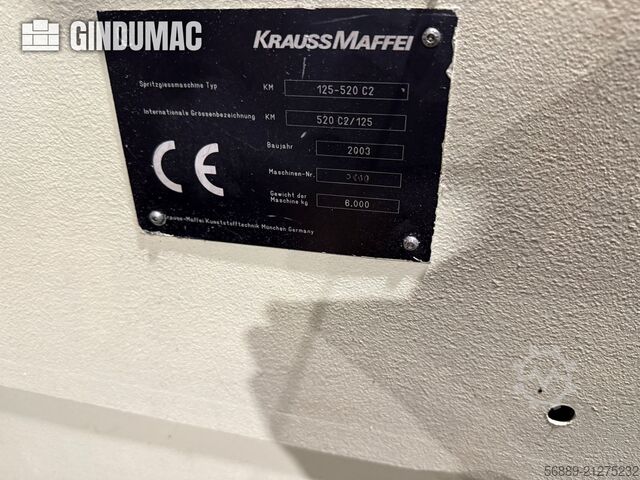 GINDUMAC
KRAUSSMAFFEI
Spritzgiessmaschine Typ KM 125-520 C2
Internationale Grössenbezeichnung KM 520 C2/125
Baujahr 2003
Maschinen-Nr.
Gewicht der
Maschine kg 6.000
CE
Krauss-Maffei Kunststofftechnik München Germany
56889-21275232